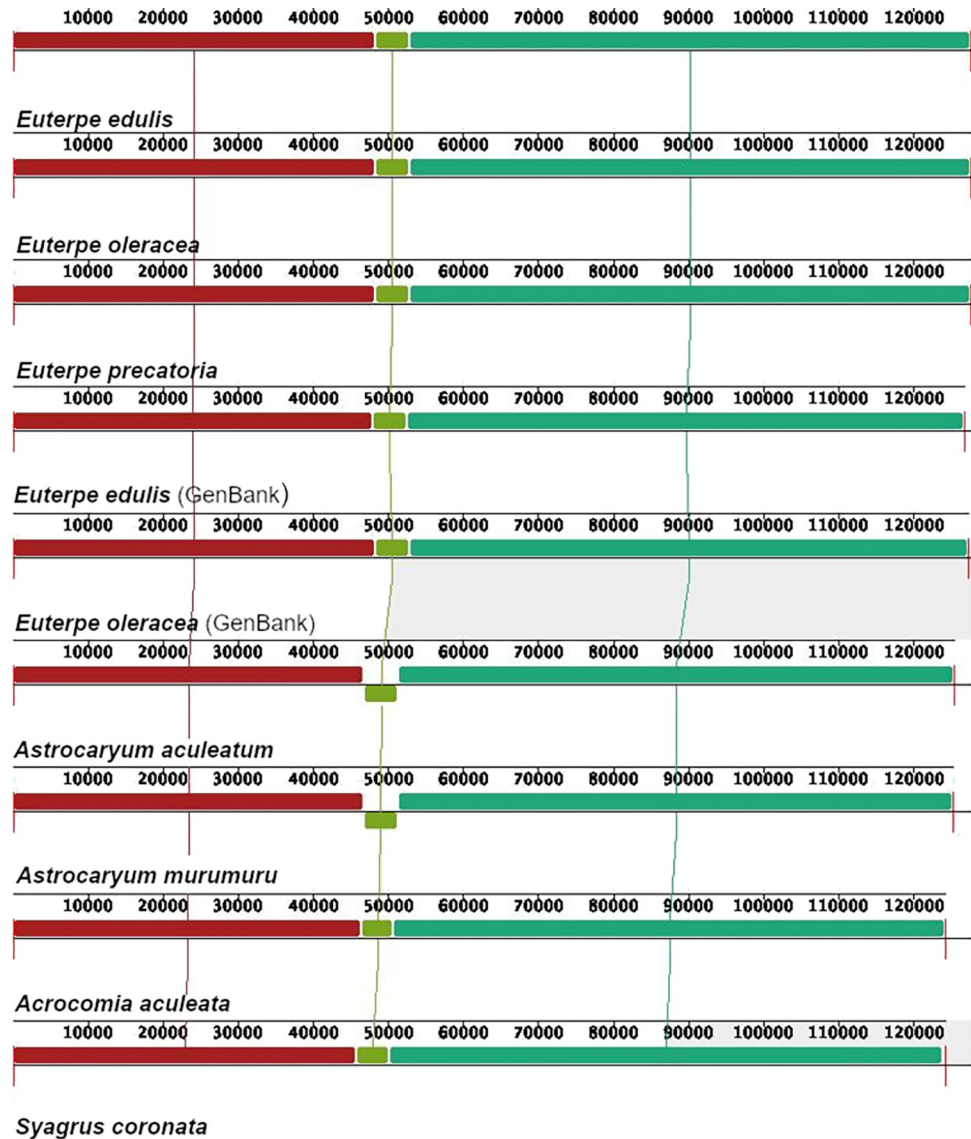 10000 20000 30000 40000 50000 60000 70000 80000 90000 100000 110000 120000
Euterpe edulis
10000 20000 30000 40000 50000 60000 70000 80000 90000 100000 110000 120000
Euterpe oleracea
10000 20000 30000 40000 50000 60000 70000 80000 90000 100000 110000 120000
Euterpe precatoria
10000 20000 30000 40000 50000 60000 70000 80000 90000 100000 110000 120000
Euterpe edulis (GenBank)
10000 20000 30000 40000 50000 60000 70000 80000 90000 100000 110000 120000
Euterpe oleracea (GenBank)
10000 20000 30000 40000 50000 60000 70000 80000 90000 100000 110000 120000
Astrocaryum aculeatum
10000 20000 30000 40000 50000 60000 70000 80000 90000 100000 110000 120000
Astrocaryum murumuru
10000 20000 30000 40000 50000 60000 70000 80000 90000 100000 110000 120000
Acrocomia aculeata
10000 20000 30000 40000 50000 60000 70000 80000 90000 100000 110000 120000
Syagrus coronata